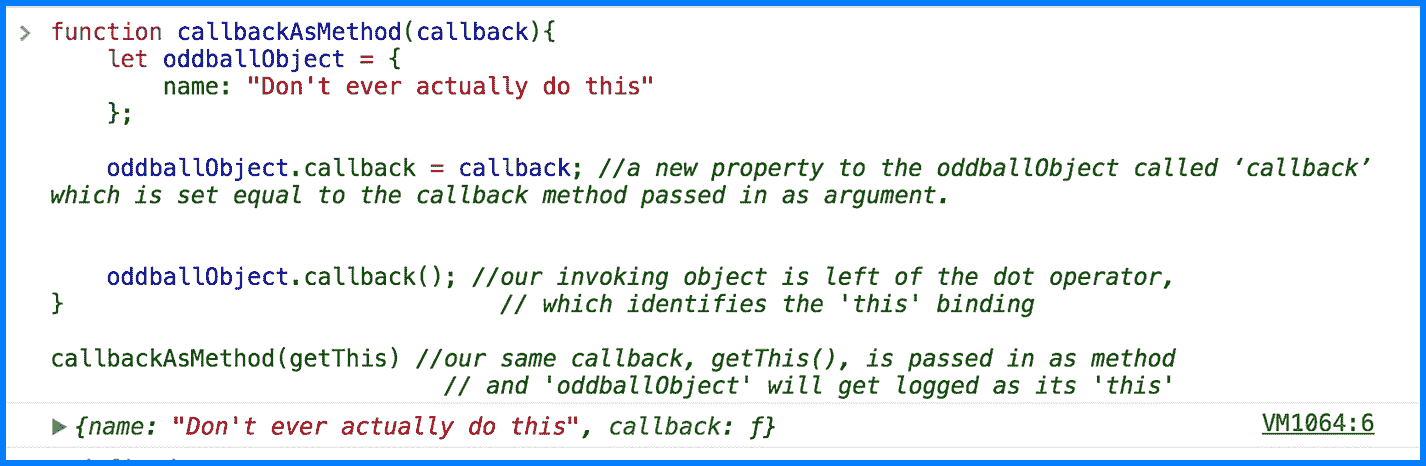 > function callbackAsMethod(callback){
let oddballObject = {
name: "Don't ever actually do this"
};
oddballObject.callback = callback; //a new property to the oddballObject called ‘callback’
which is set equal to the callback method passed in as argument.
oddballObject.callback(); //our invoking object is left of the dot operator,
} // which identifies the 'this' binding
callbackAsMethod(getThis) //our same callback, getThis(), is passed in as method
// and 'oddballObject' will get logged as its 'this'
▶ {name: "Don't ever actually do this", callback: ƒ} VM1064:6